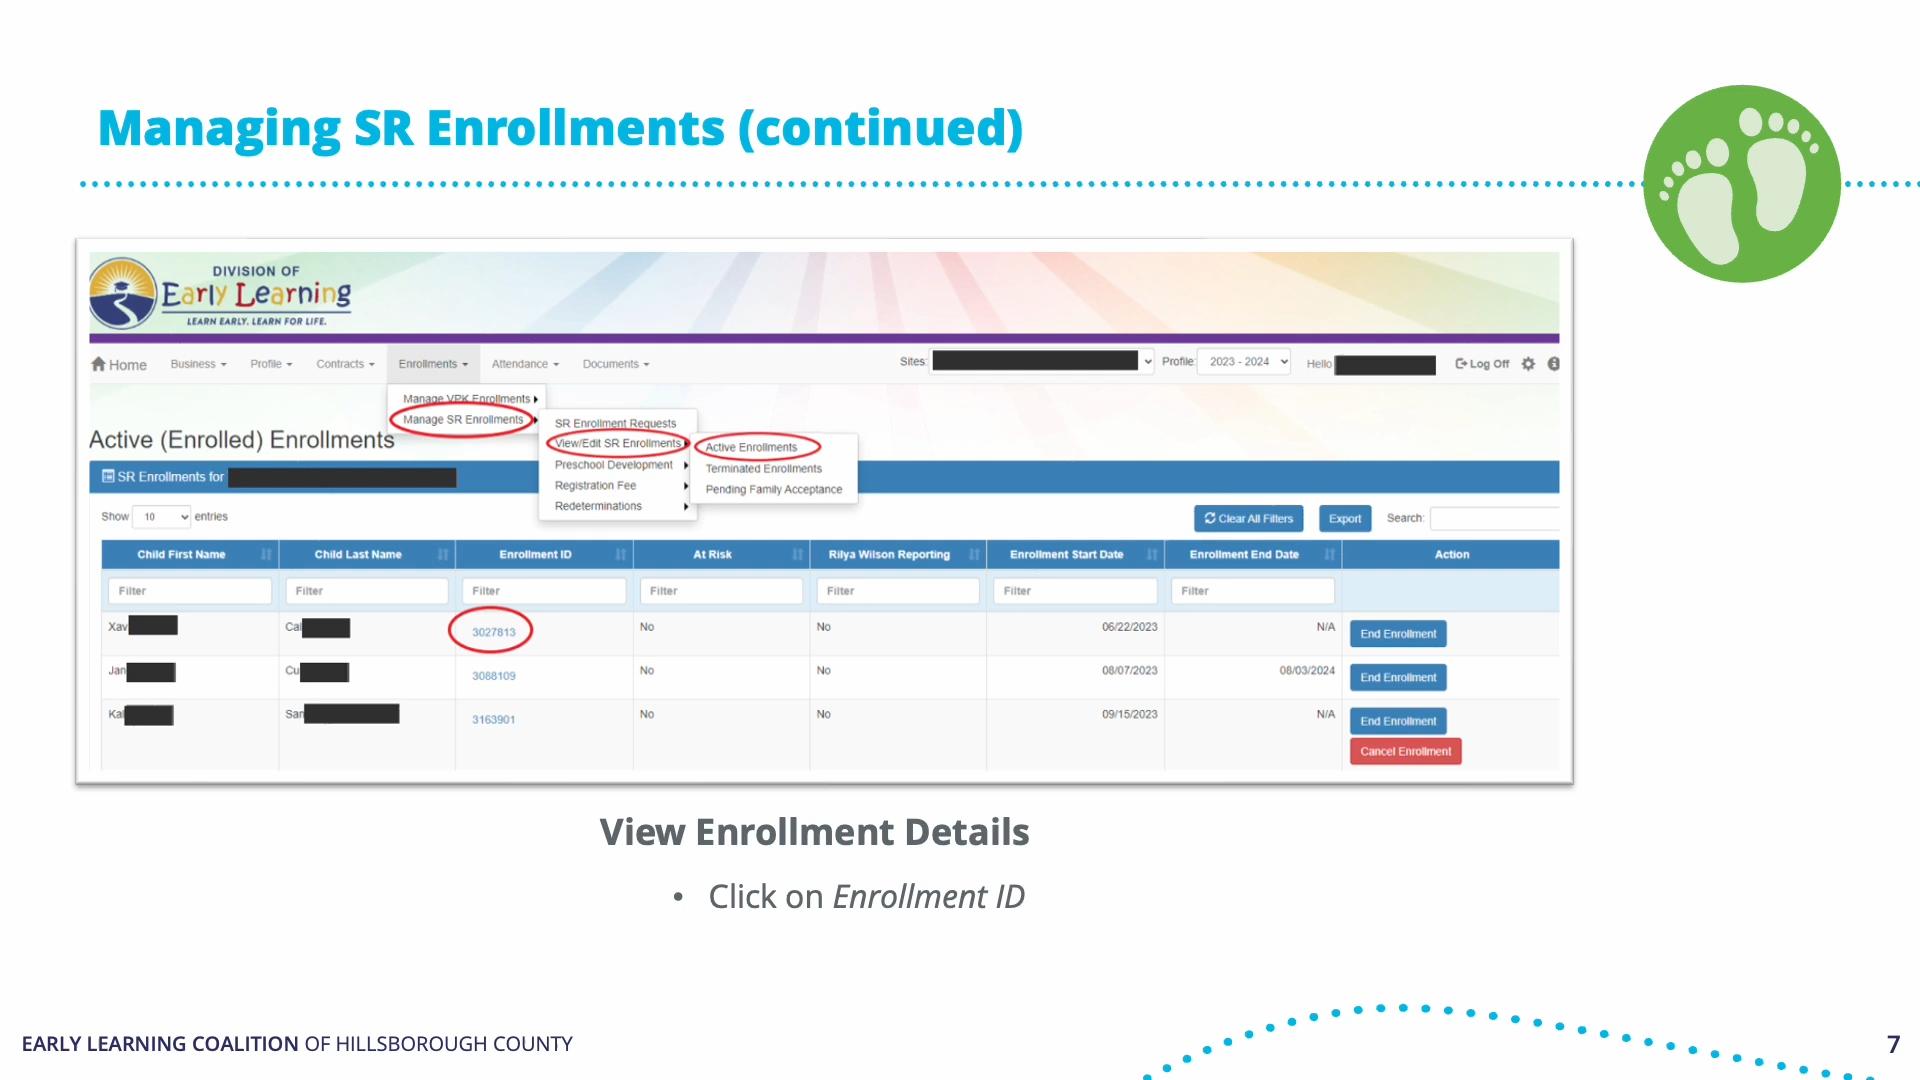 Managing SR Enrollments (continued)
DIVISION OF
Early Learning
LEARN EARLY. LEARN FOR LIFE.
Home Business Profile Contracts Enrollments Attendance Documents Sites: Profile: 2023 - 2024 Hello Log Off
Manage VPK Enrollments
Manage SR Enrollments
SR Enrollment Requests
View/Edit SR Enrollments
Preschool Development
Registration Fee
Redeterminations
Active Enrollments
Terminated Enrollments
Pending Family Acceptance
Active (Enrolled) Enrollments
SR Enrollments for
Show 10 entries Clear All Filters Export Search:
Child First Name Child Last Name Enrollment ID At Risk Rilya Wilson Reporting Enrollment Start Date Enrollment End Date Action
Filter Filter Filter Filter Filter Filter Filter
Xav Cal 3027813 No No 06/22/2023 N/A End Enrollment
Jan Cu 3088109 No No 08/07/2023 08/03/2024 End Enrollment
Kal San 3163901 No No 09/15/2023 N/A End Enrollment
Cancel Enrollment
View Enrollment Details
• Click on Enrollment ID
EARLY LEARNING COALITION OF HILLSBOROUGH COUNTY
7